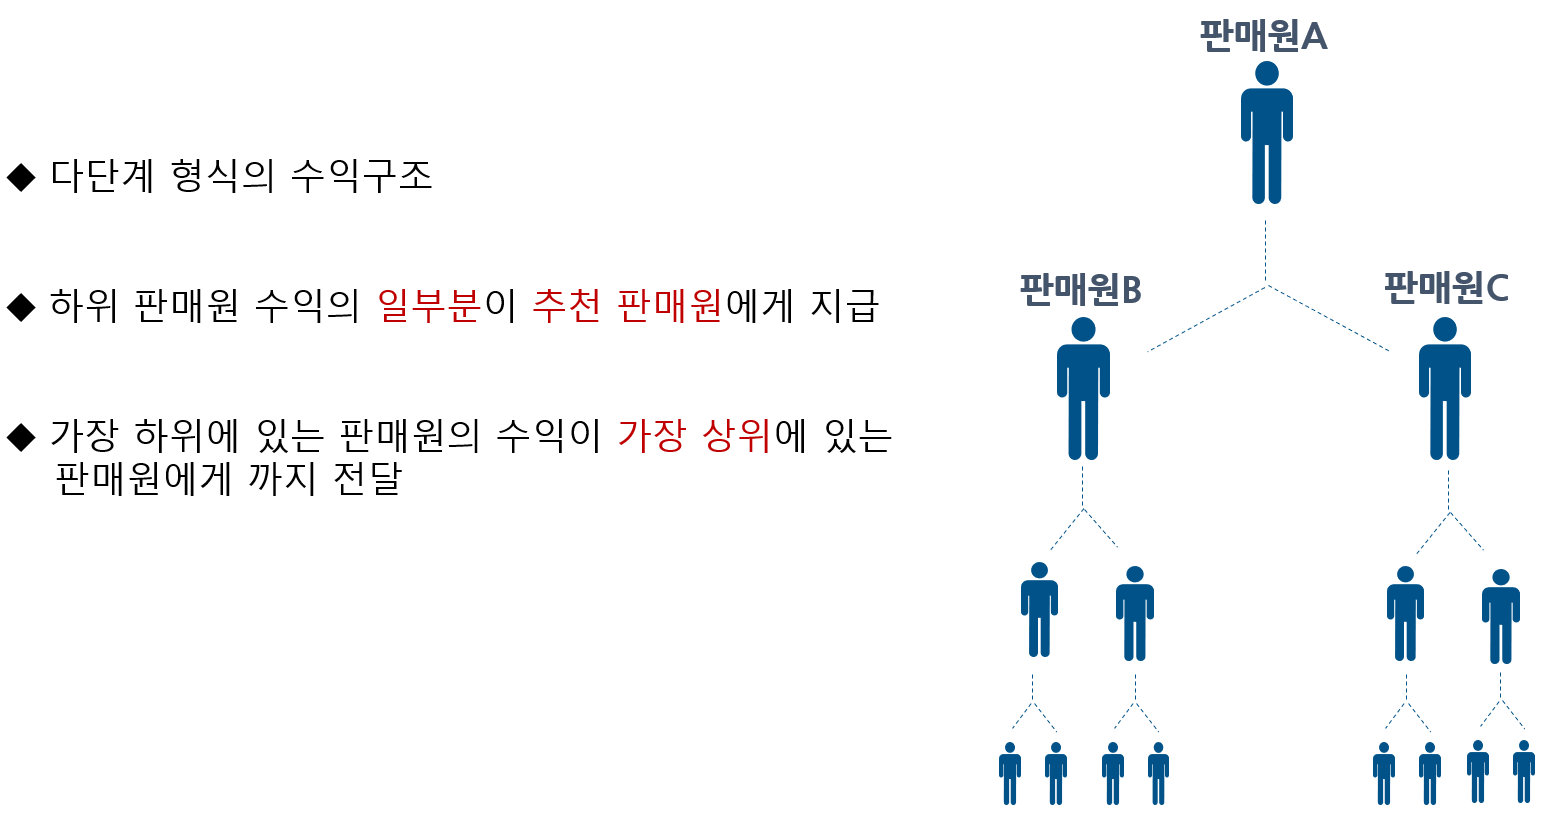 ◆ 다단계 형식의 수익구조
◆ 하위 판매원 수익의 일부분이 추천 판매원에게 지급
◆ 가장 하위에 있는 판매원의 수익이 가장 상위에 있는
판매원에게 까지 전달
판매원A
판매원B
판매원C